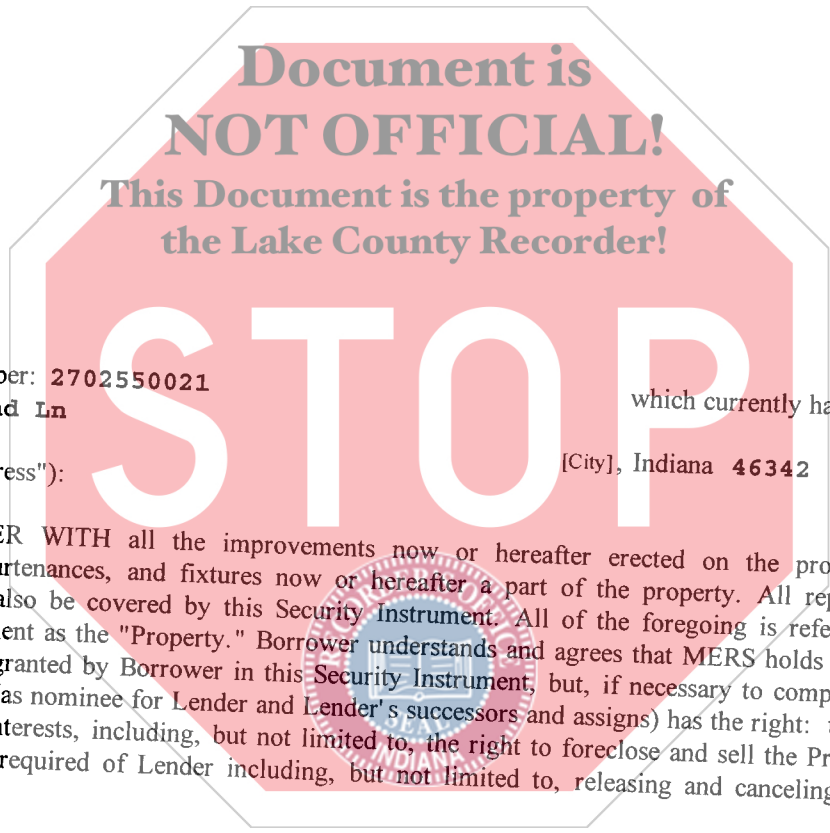 Document is
NOT OFFICIAL!
This Document is the property of
the Lake County Recorder!
STOP
ber: 2702550021
which currently ha
d Ln
[City], Indiana 46342
ress"):
ER WITH all the improvements now or hereafter erected on the pro
urtenances, and fixtures now or hereafter a part of the property. All rep
also be covered by this Security Instrument. All of the foregoing is refe
ent as the "Property." Borrower understands and agrees that MERS holds
granted by Borrower in this Security Instrument, but, if necessary to comp
(as nominee for Lender and Lender's successors and assigns) has the right:
nterests, including, but not limited to, the right to foreclose and sell the Pr
required of Lender including, but not limited to, releasing and canceling
RECORDER'S OFFICE
SEAL
INDIANA